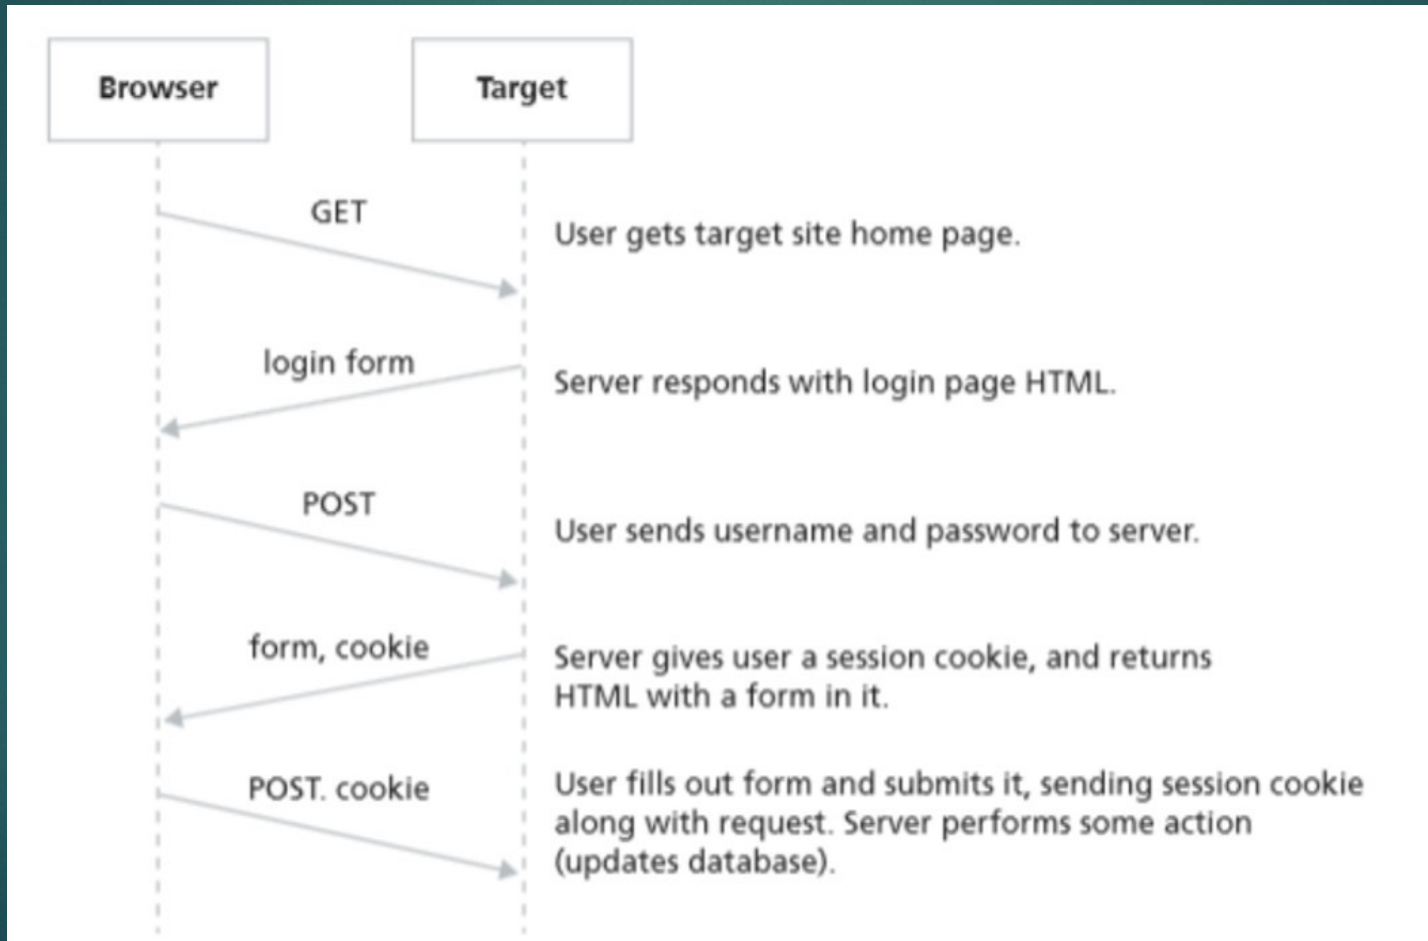 Browser
Target
GET
User gets target site home page.
login form
Server responds with login page HTML.
POST
User sends username and password to server.
form, cookie
Server gives user a session cookie, and returns
HTML with a form in it.
POST. cookie
User fills out form and submits it, sending session cookie
along with request. Server performs some action
(updates database).